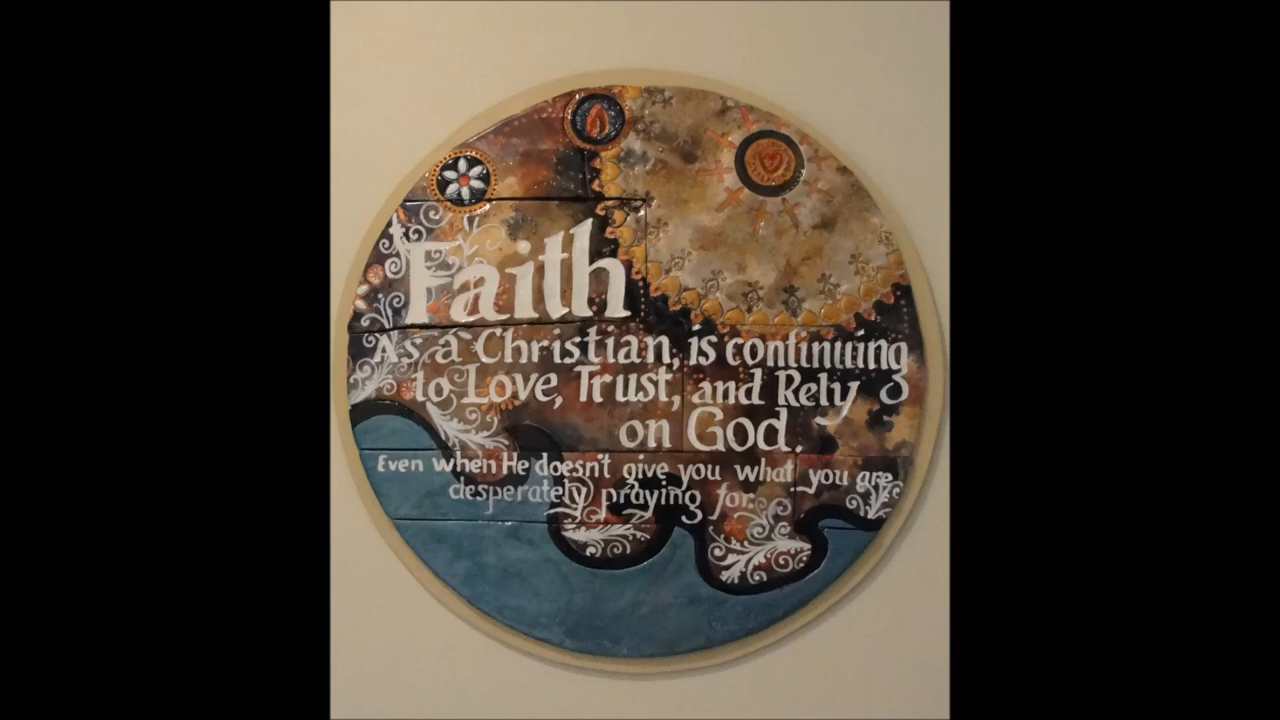 Faith
As a Christian, is continuing
to Love, Trust, and Rely
on God.
Even when He doesn't give you what you are
desperately praying for.